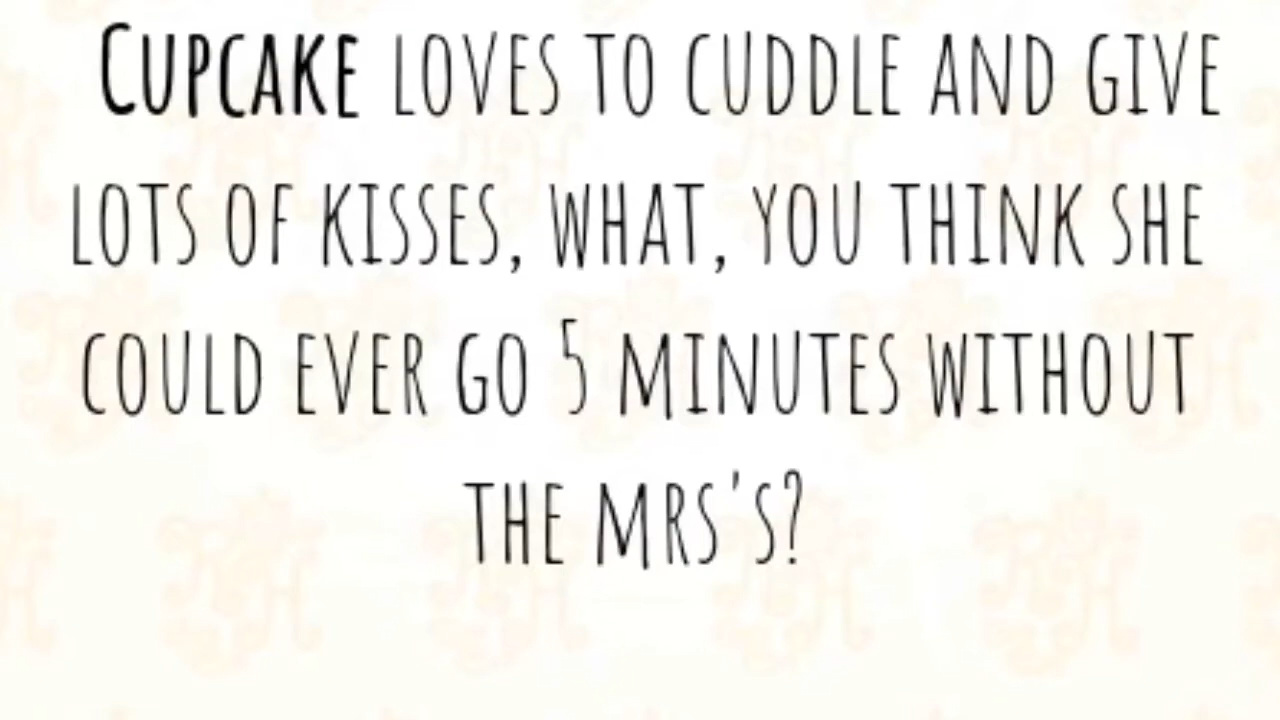 Cupcake loves to cuddle and give
lots of kisses, what, you think she
could ever go 5 minutes without
the mrs's?